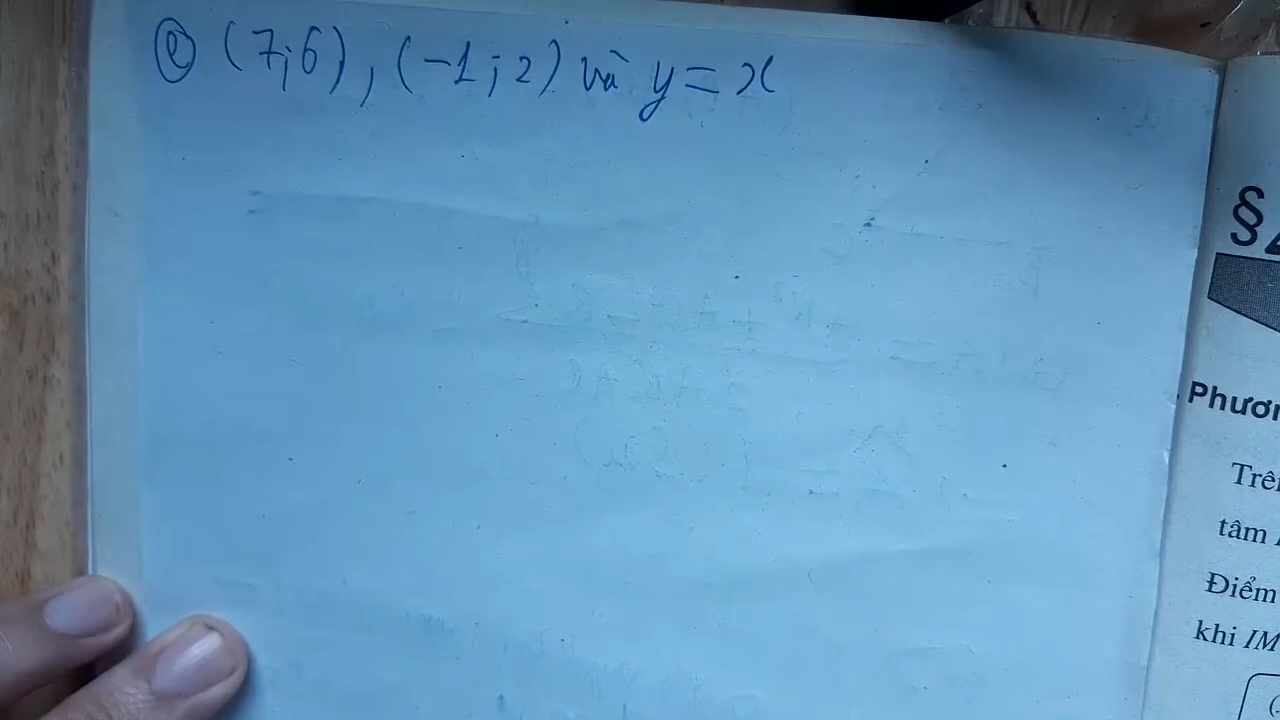 e (7;6), (-1;2) và y = x
§
Phươn
Trên
tâm
Điểm
khi IM
(